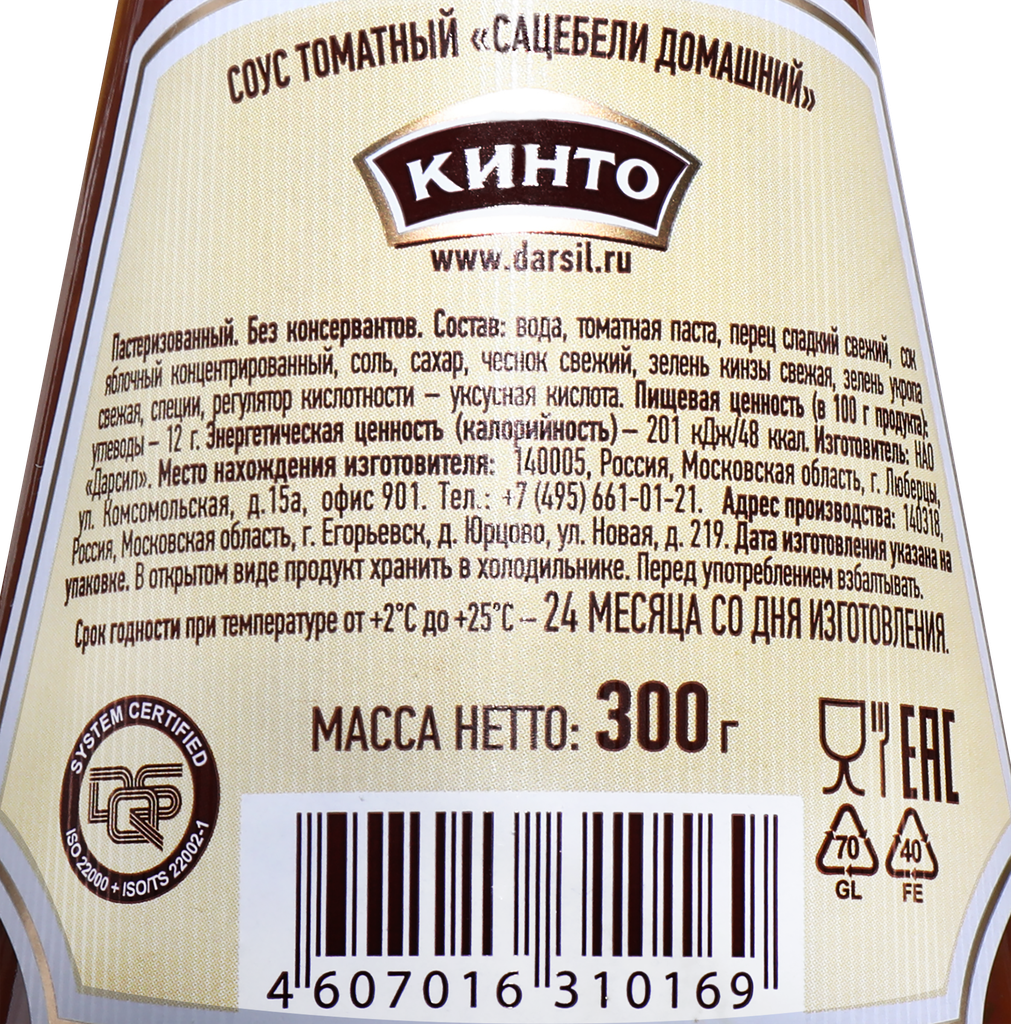 СОУС ТОМАТНЫЙ «САЦЕБЕЛИ ДОМАШНИЙ»
КИНТО
www.darsil.ru
Пастеризованный. Без консервантов. Состав: вода, томатная паста, перец сладкий свежий, сок
яблочный концентрированный, соль, сахар, чеснок свежий, зелень кинзы свежая, зелень укропа
свежая, специи, регулятор кислотности – уксусная кислота. Пищевая ценность (в 100 г продукта):
углеводы – 12 г. Энергетическая ценность (калорийность) – 201 кДж/48 ккал. Изготовитель: НАО
«Дарсил». Место нахождения изготовителя: 140005, Россия, Московская область, г. Люберцы,
ул. Комсомольская, д.15а, офис 901. Тел.: +7 (495) 661-01-21. Адрес производства: 140318,
Россия, Московская область, г. Егорьевск, д. Юрцово, ул. Новая, д. 219. Дата изготовления указана на
упаковке. В открытом виде продукт хранить в холодильнике. Перед употреблением взбалтывать.
Срок годности при температуре от +2°С до +25°С – 24 МЕСЯЦА СО ДНЯ ИЗГОТОВЛЕНИЯ.
МАССА НЕТТО: 300 г
SYSTEM CERTIFIED
DQS
LQP
ISO 22000 + ISO/TS 22002-1
EAC
70
GL
40
FE
4 607016 310169